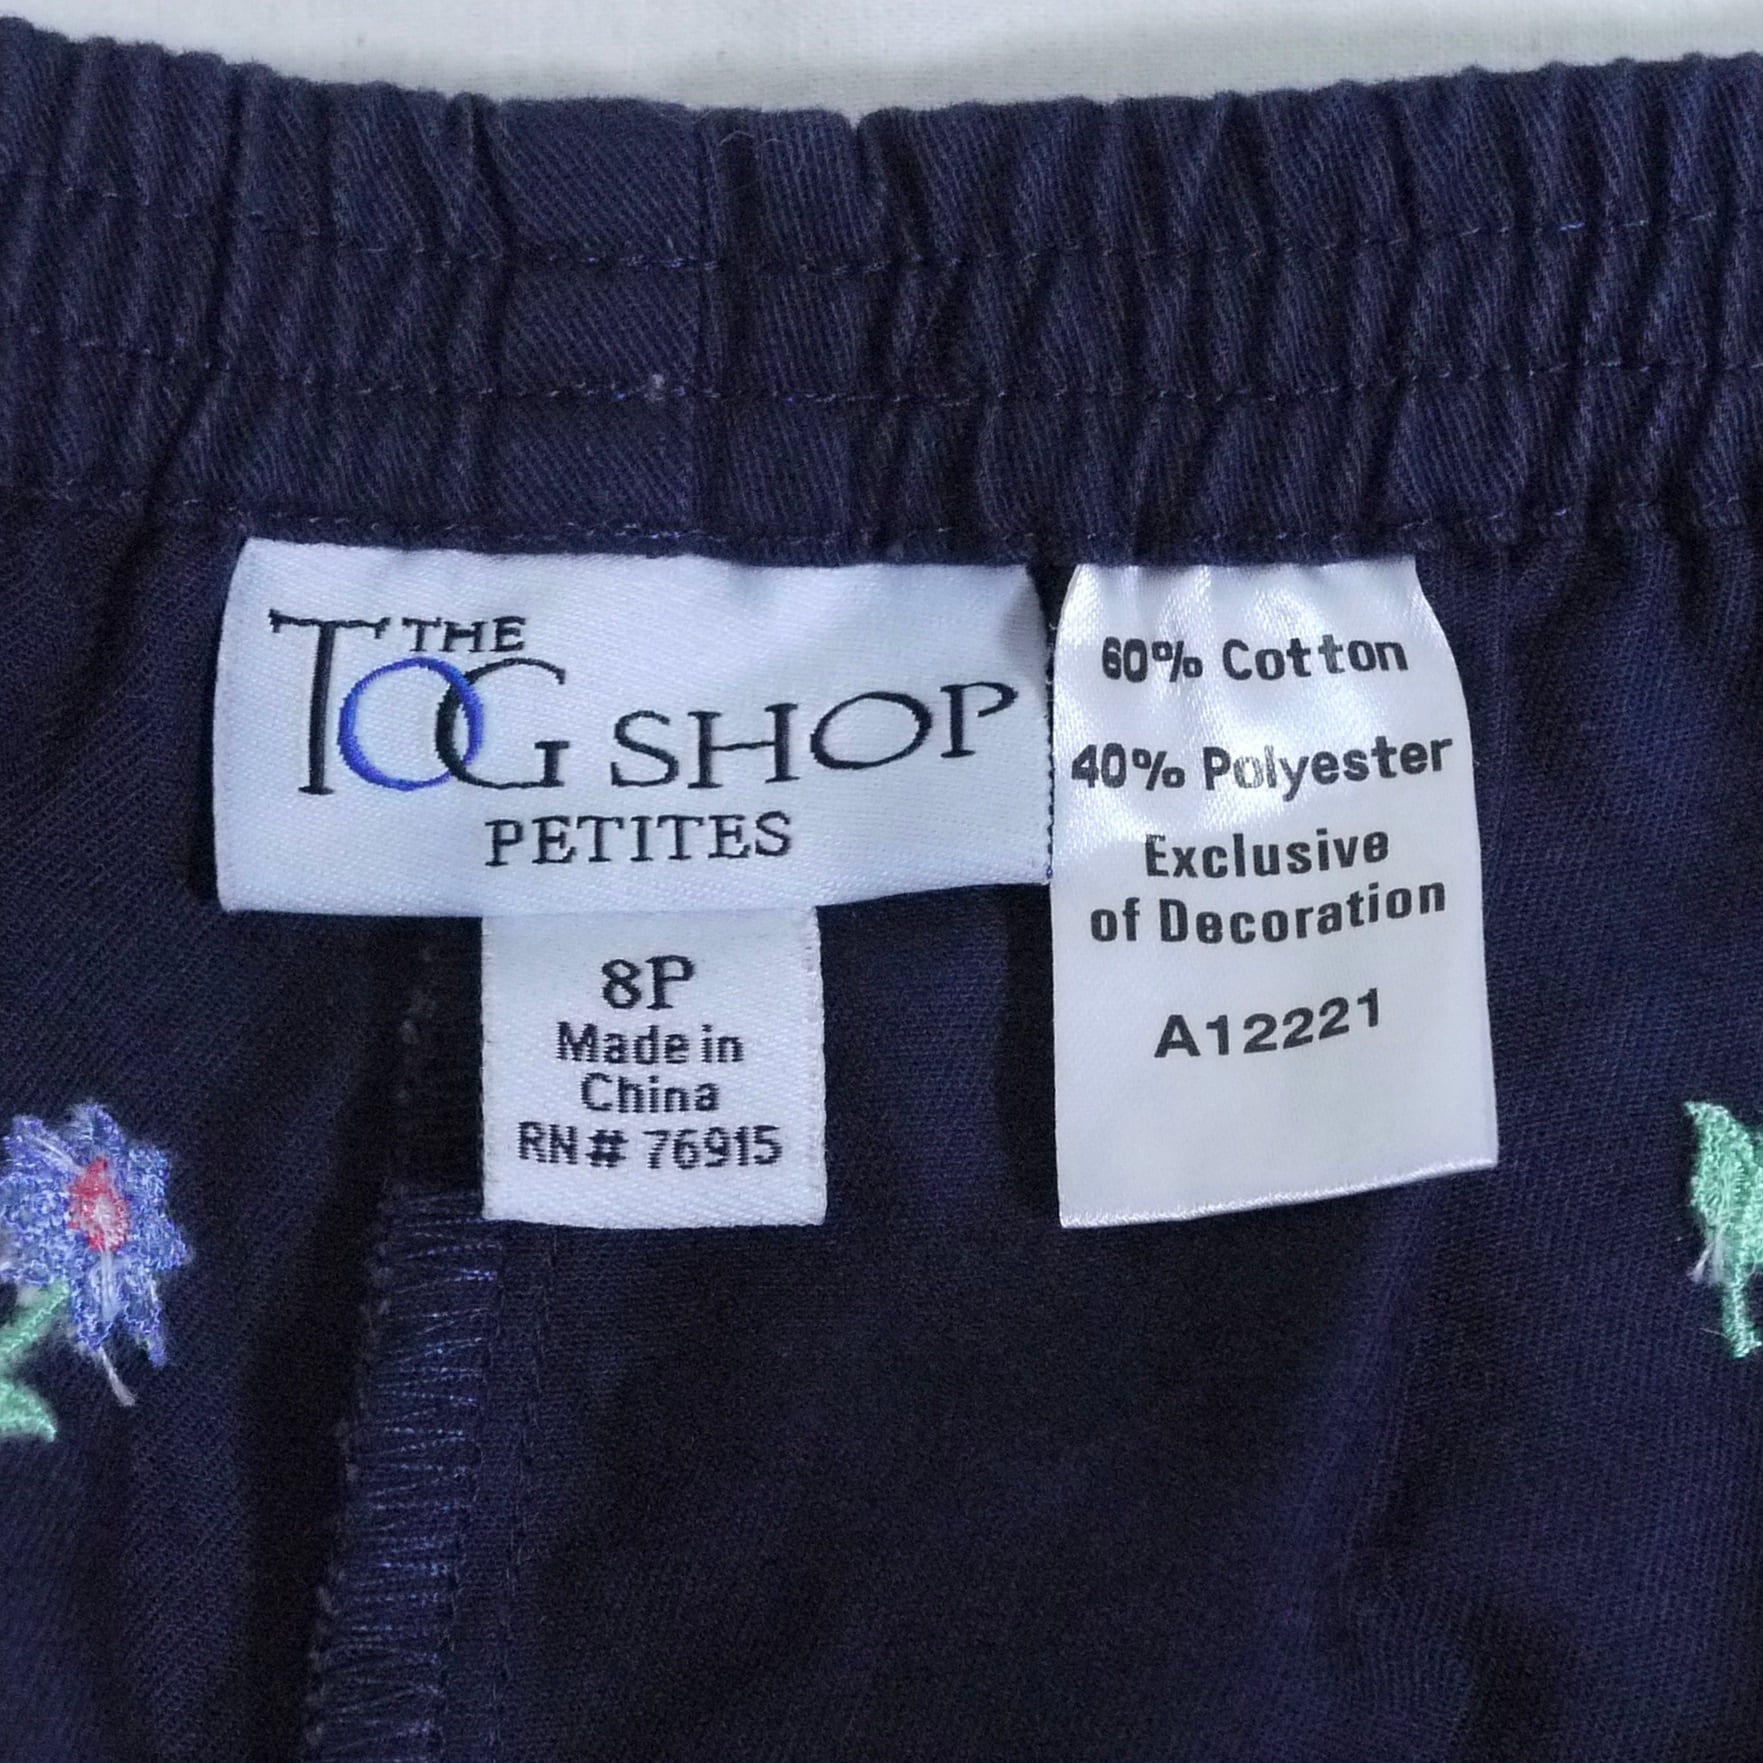 THE
TOG SHOP
PETITES
8P
Made in
China
RN# 76915
60% Cotton
40% Polyester
Exclusive
of Decoration
A12221